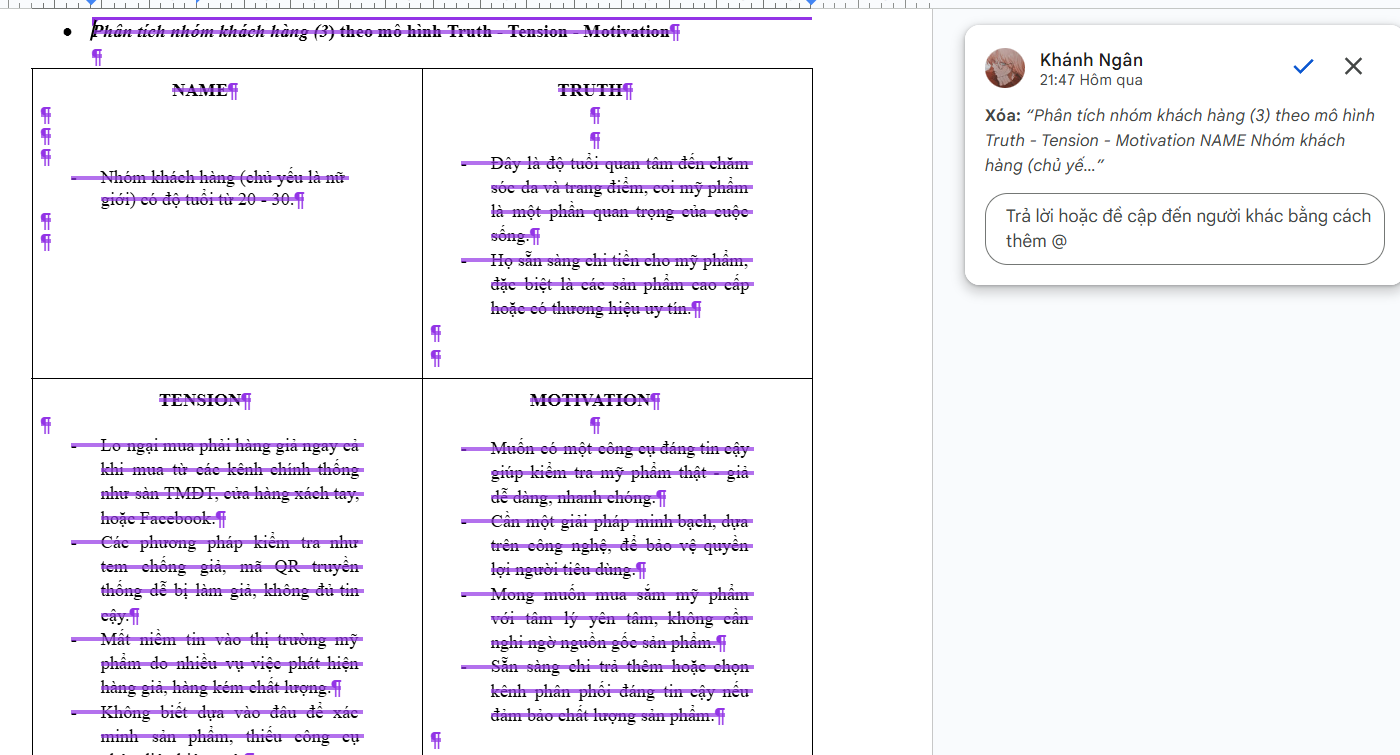 Phân tích nhóm khách hàng (3) theo mô hình Truth - Tension - Motivation¶
¶
NAME¶
¶
¶
¶
- Nhóm khách hàng (chủ yếu là nữ
giới) có độ tuổi từ 20 - 30.¶
¶
¶
TRUTH¶
¶
¶
- Đây là độ tuổi quan tâm đến chăm
sóc da và trang điểm, coi mỹ phẩm
là một phần quan trọng của cuộc
sống.¶
- Họ sẵn sàng chi tiền cho mỹ phẩm,
đặc biệt là các sản phẩm cao cấp
hoặc có thương hiệu uy tín.¶
¶
¶
TENSION¶
¶
- Lo ngại mua phải hàng giả ngay cả
khi mua từ các kênh chính thống
như sàn TMĐT, cửa hàng xách tay,
hoặc Facebook.¶
- Các phương pháp kiểm tra như
tem chống giả, mã QR truyền
thống dễ bị làm giả, không đủ tin
cậy.¶
- Mất niềm tin vào thị trường mỹ
phẩm do nhiều vụ việc phát hiện
hàng giả, hàng kém chất lượng.¶
- Không biết dựa vào đâu để xác
minh sản phẩm, thiếu công cụ
MOTIVATION¶
¶
- Muốn có một công cụ đáng tin cậy
giúp kiểm tra mỹ phẩm thật - giả
dễ dàng, nhanh chóng.¶
- Cần một giải pháp minh bạch, dựa
trên công nghệ, để bảo vệ quyền
lợi người tiêu dùng.¶
- Mong muốn mua sắm mỹ phẩm
với tâm lý yên tâm, không cần
nghi ngờ nguồn gốc sản phẩm.¶
- Sẵn sàng chi trả thêm hoặc chọn
kênh phân phối đáng tin cậy nếu
đảm bảo chất lượng sản phẩm.¶
¶
Khánh Ngân
21:47 Hôm qua
Xóa: “Phân tích nhóm khách hàng (3) theo mô hình
Truth - Tension - Motivation NAME Nhóm khách
hàng (chủ yế...”
Trả lời hoặc đề cập đến người khác bằng cách
thêm @